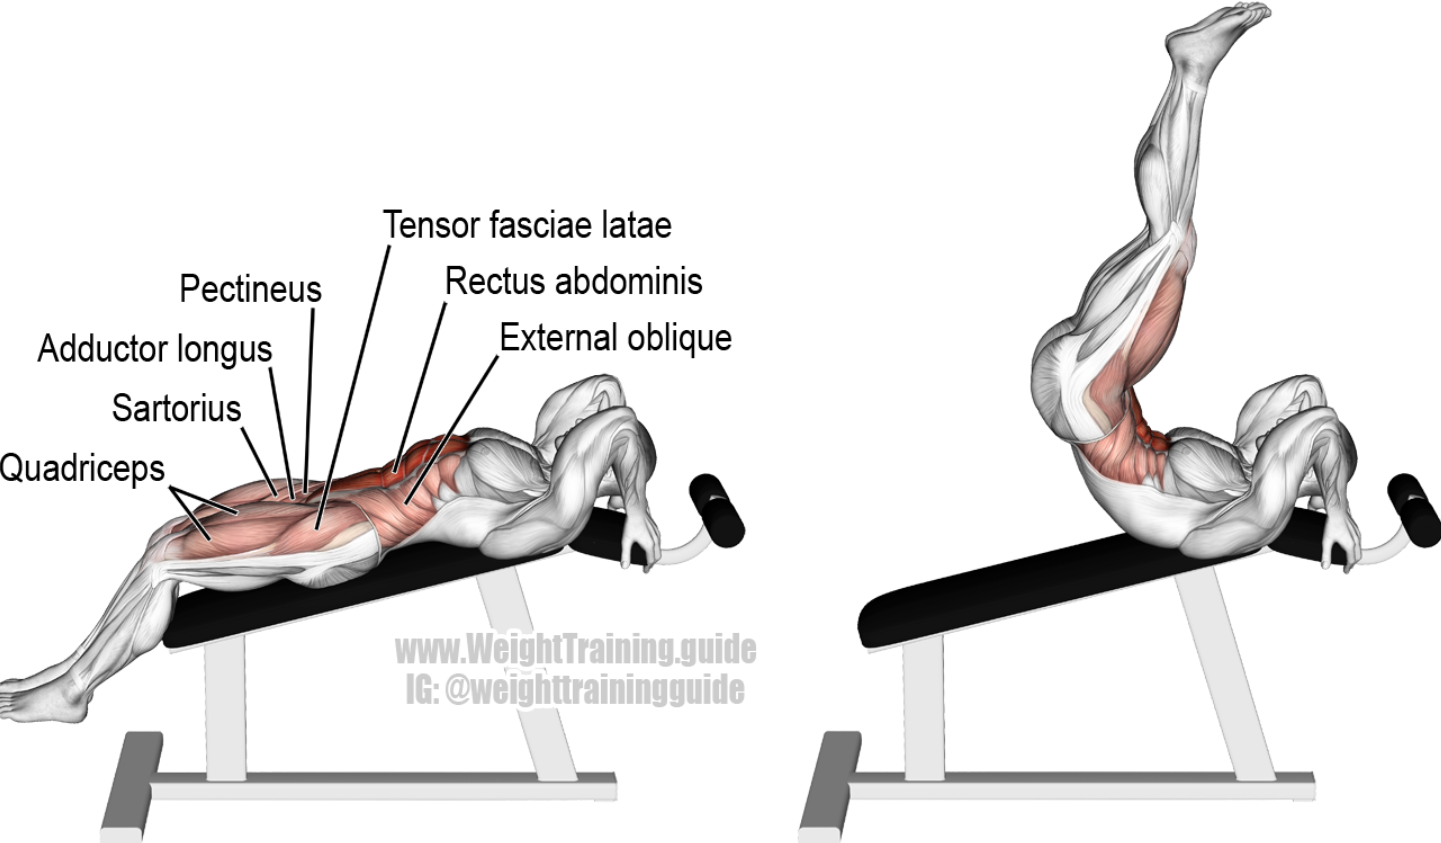 Tensor fasciae latae
Pectineus
Rectus abdominis
External oblique
Adductor longus
Sartorius
Quadriceps
www.WeightTraining.guide
IG: @weighttrainingguide